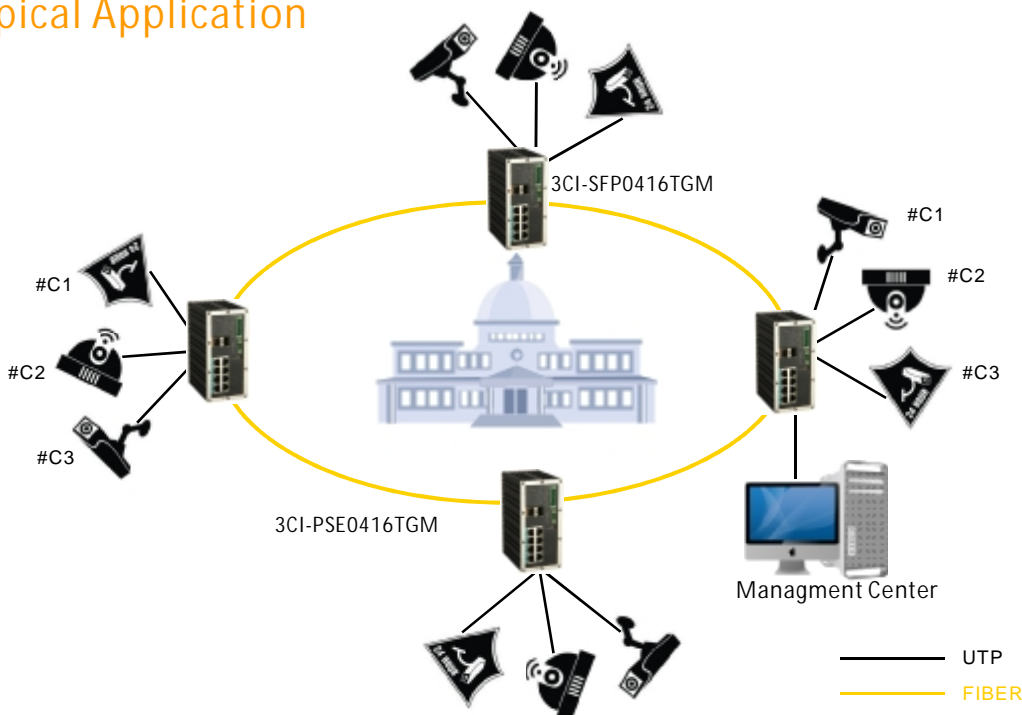 pical Application
3CI-SFP0416TGM
#C1
#C2
#C3
#C1
#C2
#C3
3CI-PSE0416TGM
Managment Center
UTP
FIBER